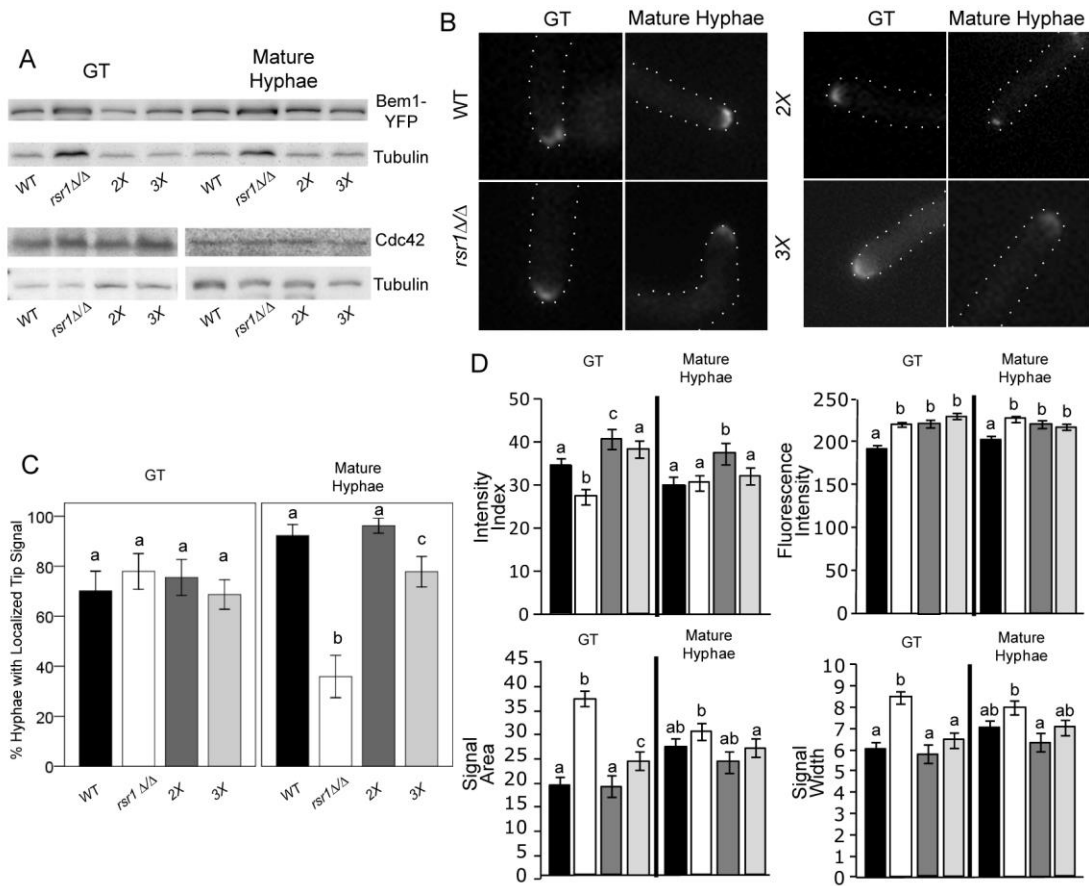 A
GT
Mature
Hyphae
Bem1-
YFP
Tubulin
WT rsr1Δ/Δ 2X 3X WT rsr1Δ/Δ 2X 3X
Cdc42
Tubulin
WT rsr1Δ/Δ 2X 3X WT rsr1Δ/Δ 2X 3X
B
GT Mature Hyphae GT Mature Hyphae
WT
2X
rsr1Δ/Δ
3X
C
GT
Mature
Hyphae
% Hyphae with Localized Tip Signal
100
80
60
40
20
a a a a a b a c
WT rsr1 Δ/Δ 2X 3X WT rsr1Δ/Δ 2X 3X
D
GT
Mature
Hyphae
Intensity
Index
50
40
30
20
10
0
a b c a a a b a
GT
Mature
Hyphae
Fluorescence
Intensity
250
200
150
100
50
0
a b b b a b b b
GT
Mature
Hyphae
Signal
Area
45
40
35
30
25
20
15
10
5
0
a b a c ab b ab a
GT
Mature
Hyphae
Signal
Width
10
9
8
7
6
5
4
3
2
1
0
a b a a ab b a ab